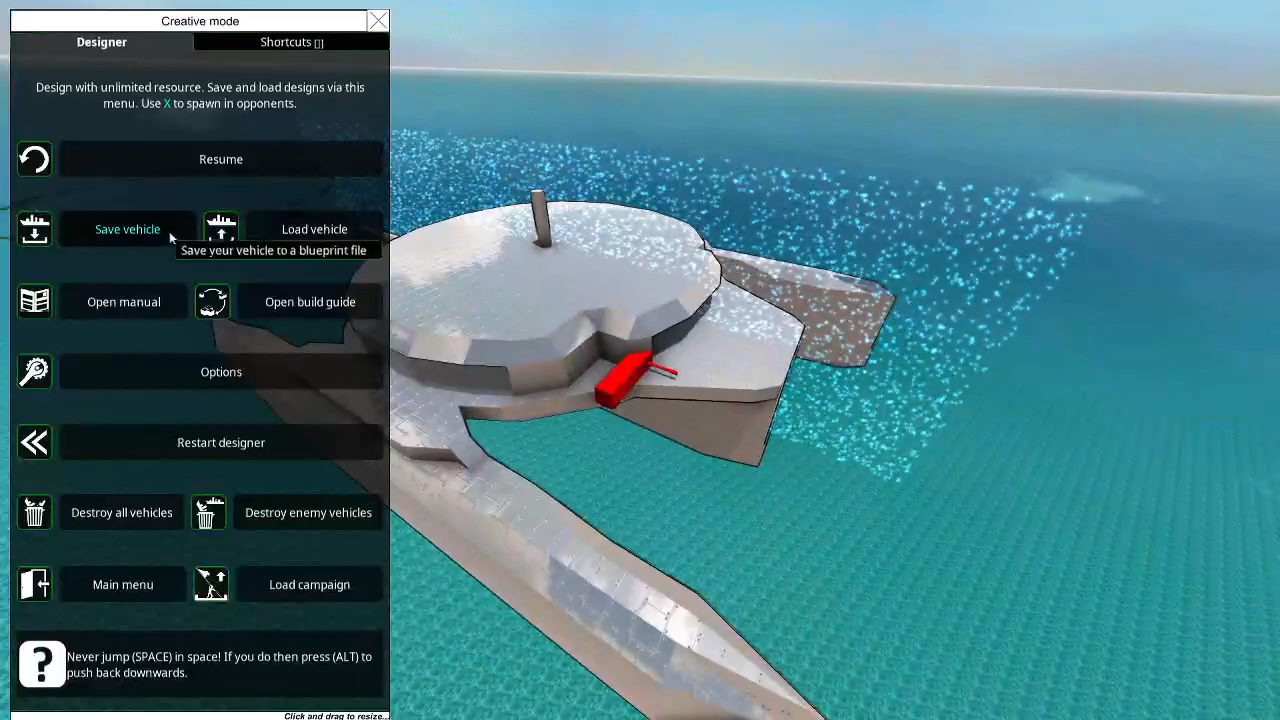 Creative mode
Designer
Shortcuts []
Design with unlimited resource. Save and load designs via this
menu. Use X to spawn in opponents.
Resume
Save vehicle
Load vehicle
Save your vehicle to a blueprint file
Open manual
Open build guide
Options
Restart designer
Destroy all vehicles
Destroy enemy vehicles
Main menu
Load campaign
?
Never jump (SPACE) in space! If you do then press (ALT) to
push back downwards.
Click and drag to resize...